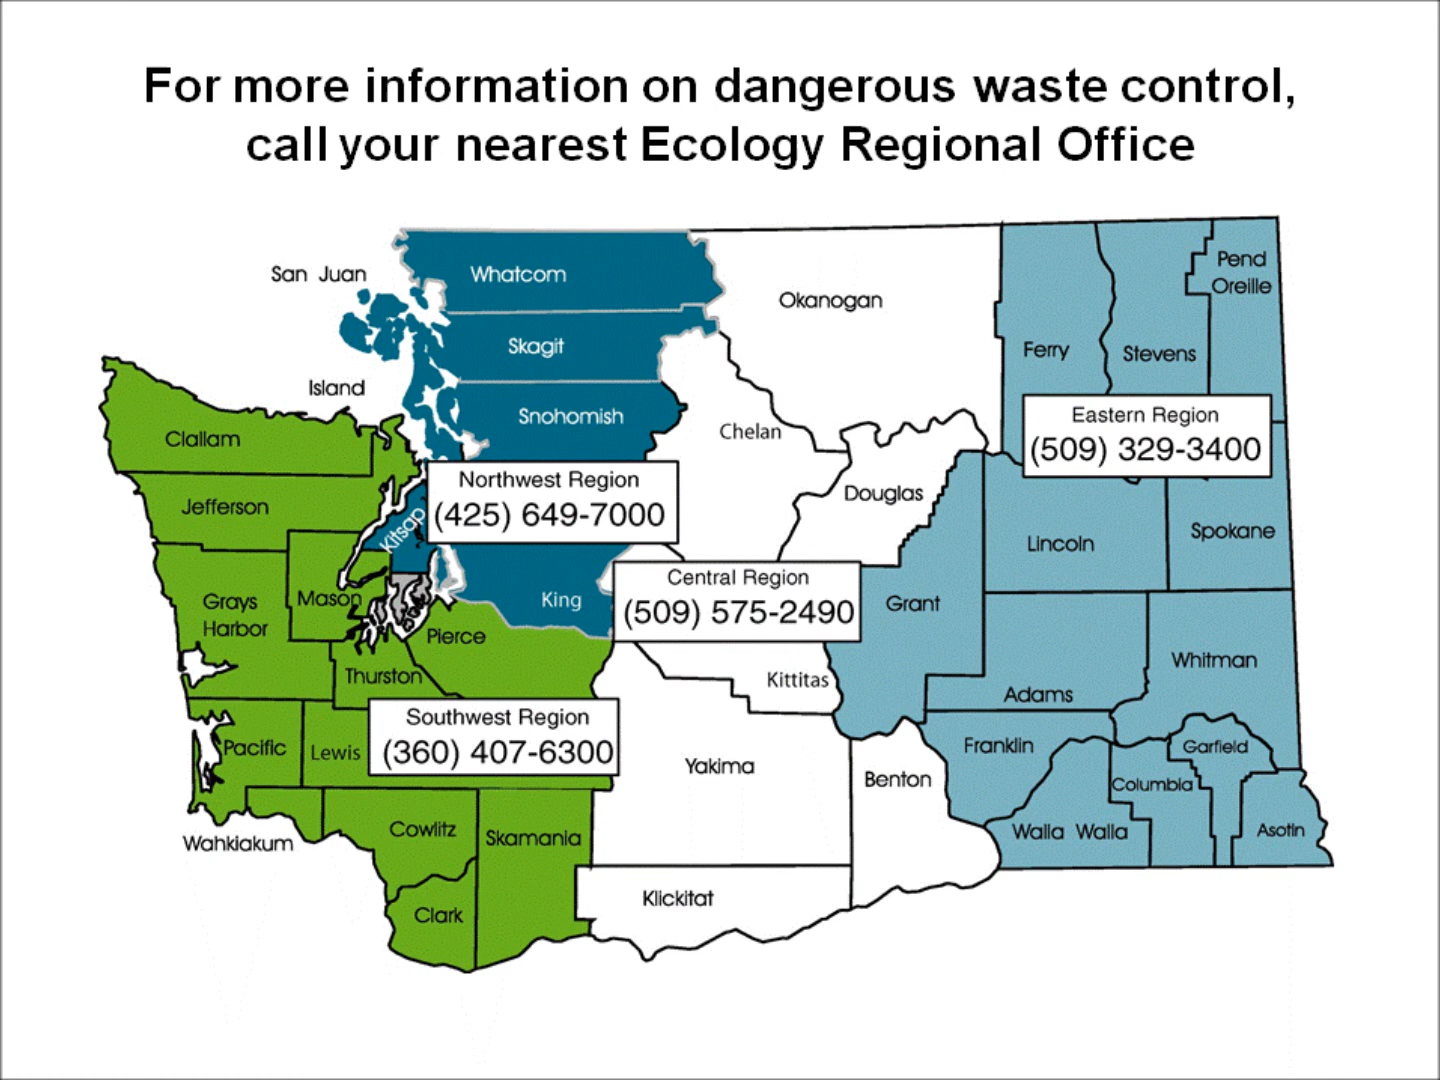 For more information on dangerous waste control,
call your nearest Ecology Regional Office
San Juan
Whatcom
Okanogan
Pend
Oreille
Skagit
Ferry
Stevens
Island
Snohomish
Clallam
Chelan
Eastern Region
(509) 329-3400
Northwest Region
(425) 649-7000
Jefferson
Kitsap
Douglas
Lincoln
Spokane
Grays
Harbor
Mason
King
Central Region
(509) 575-2490
Grant
Pierce
Thurston
Kittitas
Whitman
Adams
Southwest Region
(360) 407-6300
Pacific
Lewis
Yakima
Benton
Franklin
Garfield
Columbia
Wahkiakum
Cowlitz
Skamania
Walla Walla
Asotin
Klickitat
Clark